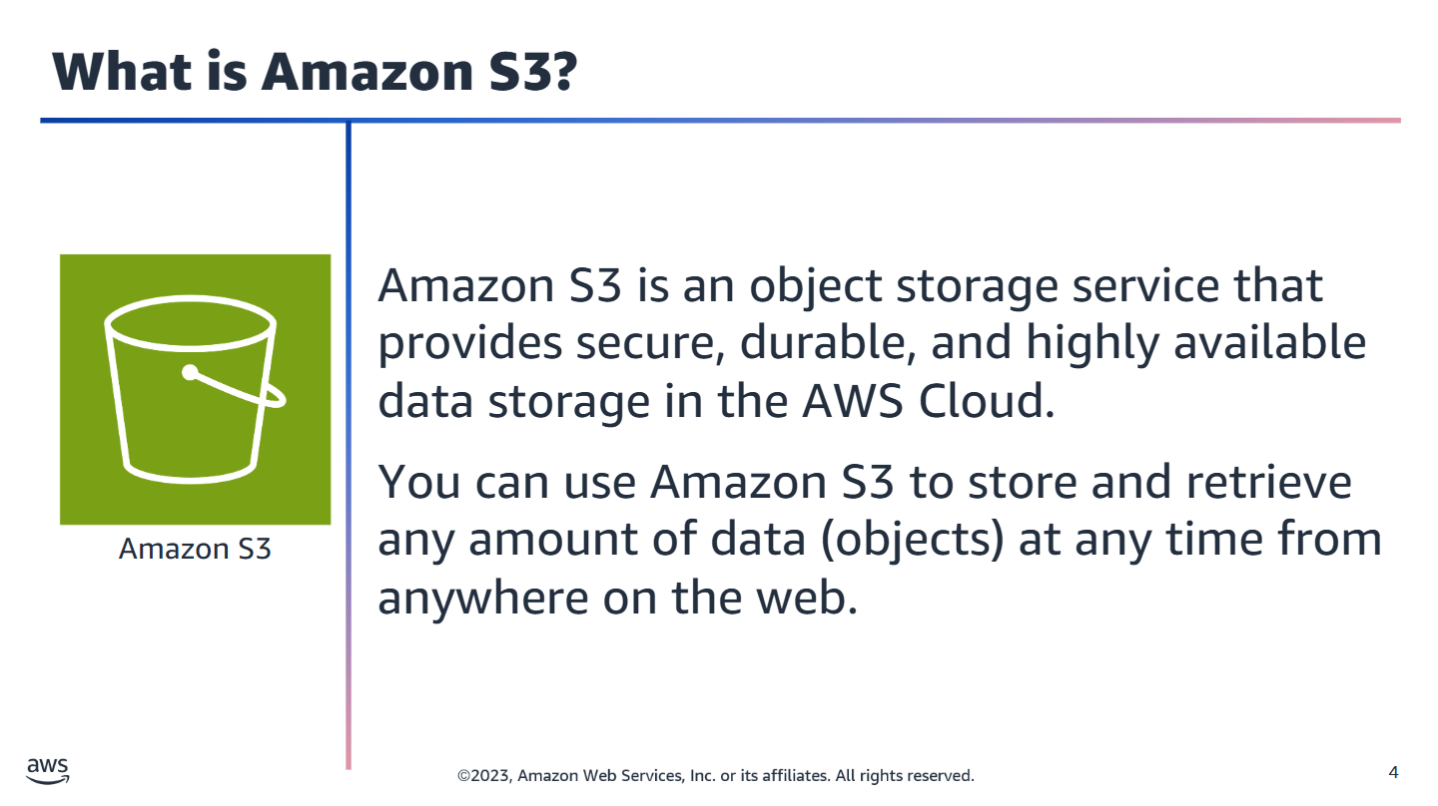 What is Amazon S3?
Amazon S3
Amazon S3 is an object storage service that
provides secure, durable, and highly available
data storage in the AWS Cloud.
You can use Amazon S3 to store and retrieve
any amount of data (objects) at any time from
anywhere on the web.
aws
©2023, Amazon Web Services, Inc. or its affiliates. All rights reserved.
4